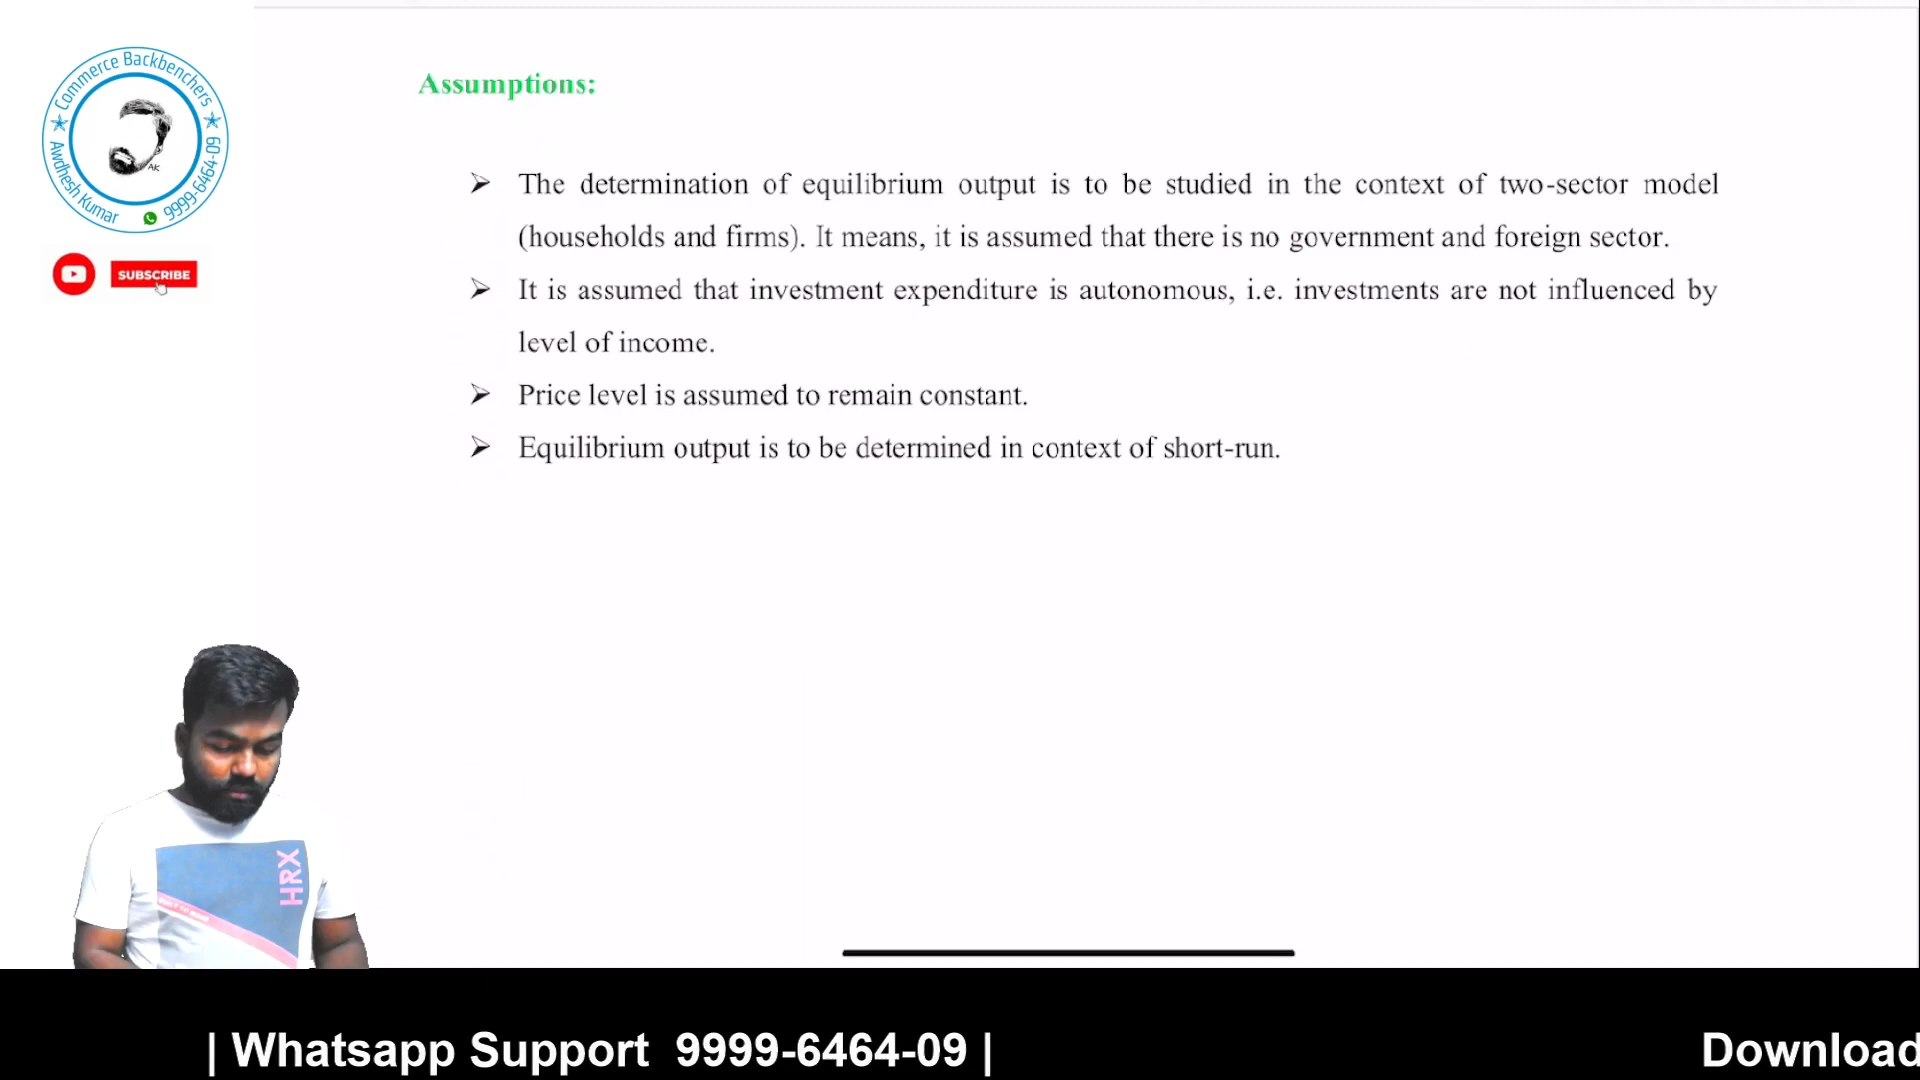 Commerce Backbenchers
Awdhesh Kumar
9999-6464-09
AK
SUBSCRIBE
Assumptions:
➢ The determination of equilibrium output is to be studied in the context of two-sector model
(households and firms). It means, it is assumed that there is no government and foreign sector.
➢ It is assumed that investment expenditure is autonomous, i.e. investments are not influenced by
level of income.
➢ Price level is assumed to remain constant.
➢ Equilibrium output is to be determined in context of short-run.
HRX
| Whatsapp Support 9999-6464-09 |
Download